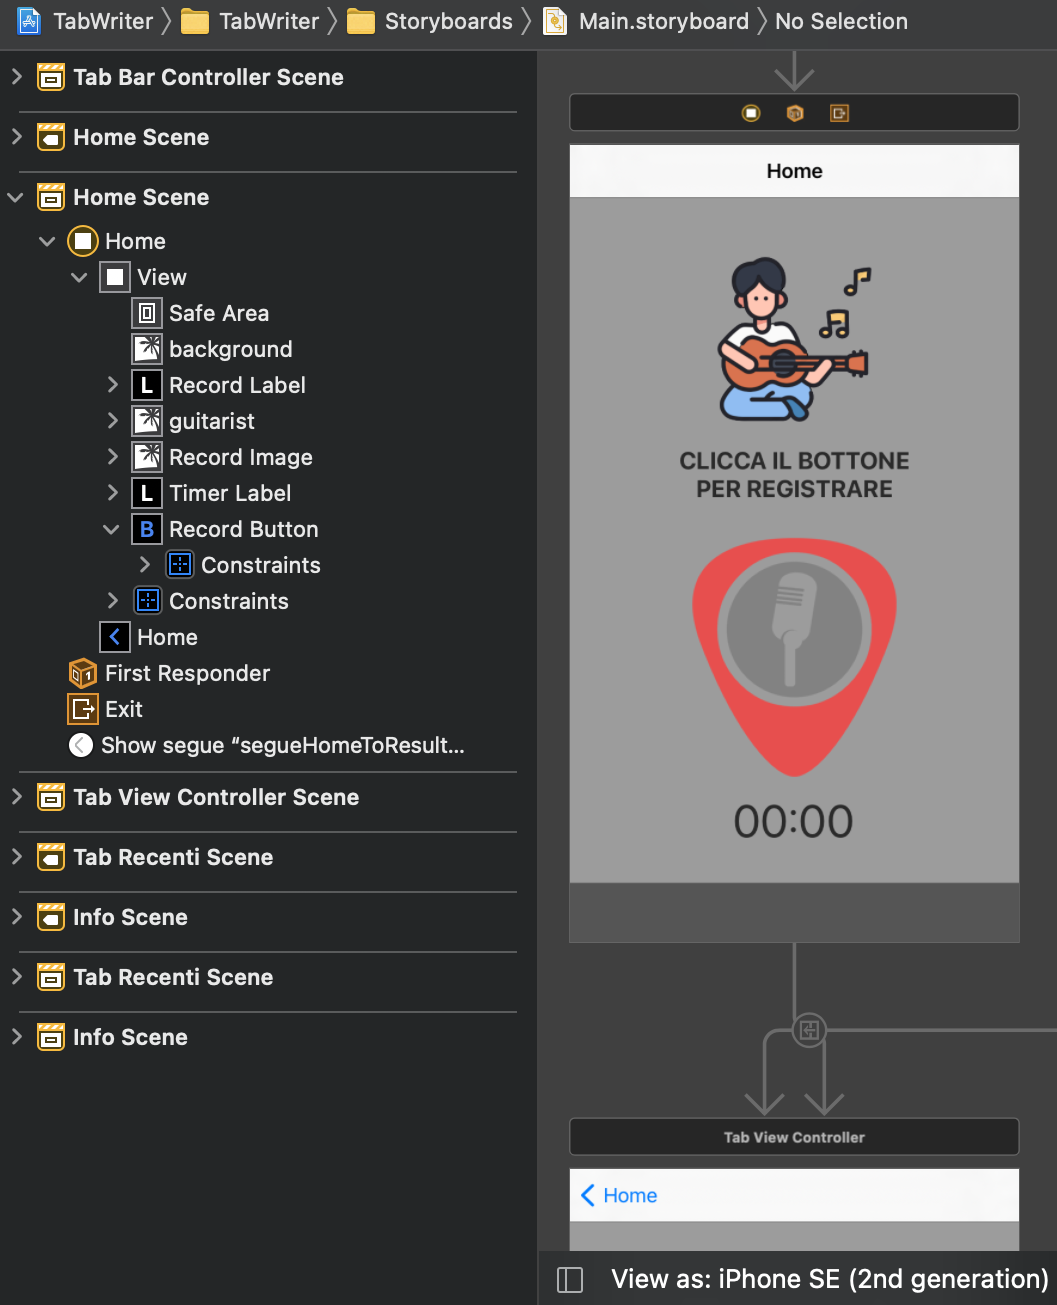 TabWriter TabWriter Storyboards Main.storyboard No Selection
Tab Bar Controller Scene
Home Scene
Home Scene
Home
View
Safe Area
background
L Record Label
guitarist
Record Image
L Timer Label
B Record Button
Constraints
Constraints
Home
1 First Responder
Exit
Show segue “segueHomeToResult...
Tab View Controller Scene
Tab Recenti Scene
Info Scene
Tab Recenti Scene
Info Scene
1
Home
CLICCA IL BOTTONE
PER REGISTRARE
00:00
Tab View Controller
Home
View as: iPhone SE (2nd generation)